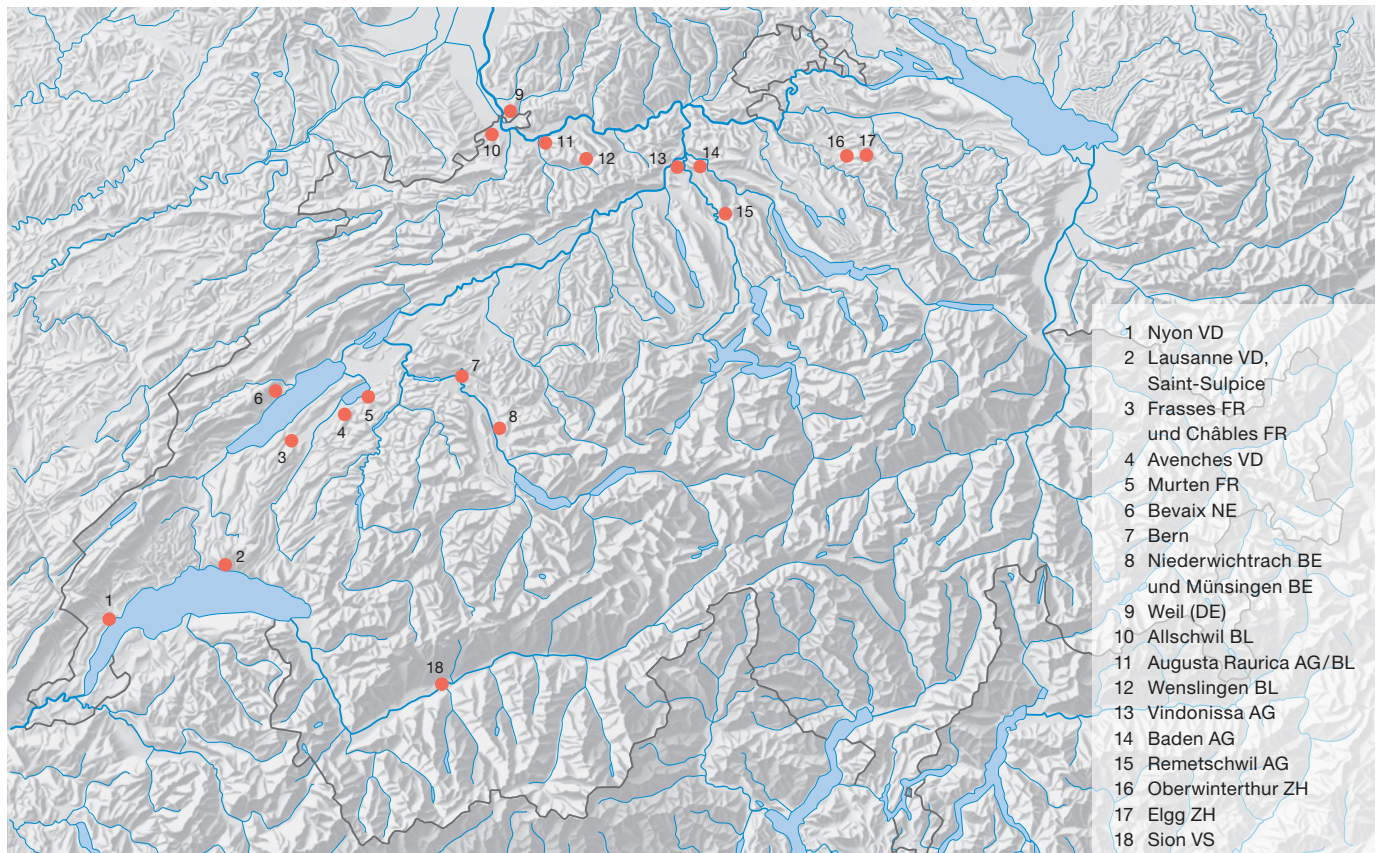 9
10
11
12
13
14
16
17
15
7
6
5
4
8
3
2
1
18
1 Nyon VD
2 Lausanne VD,
Saint-Sulpice
3 Frasses FR
und Châbles FR
4 Avenches VD
5 Murten FR
6 Bevaix NE
7 Bern
8 Niederwichtrach BE
und Münsingen BE
9 Weil (DE)
10 Allschwil BL
11 Augusta Raurica AG/BL
12 Wenslingen BL
13 Vindonissa AG
14 Baden AG
15 Remetschwil AG
16 Oberwinterthur ZH
17 Elgg ZH
18 Sion VS